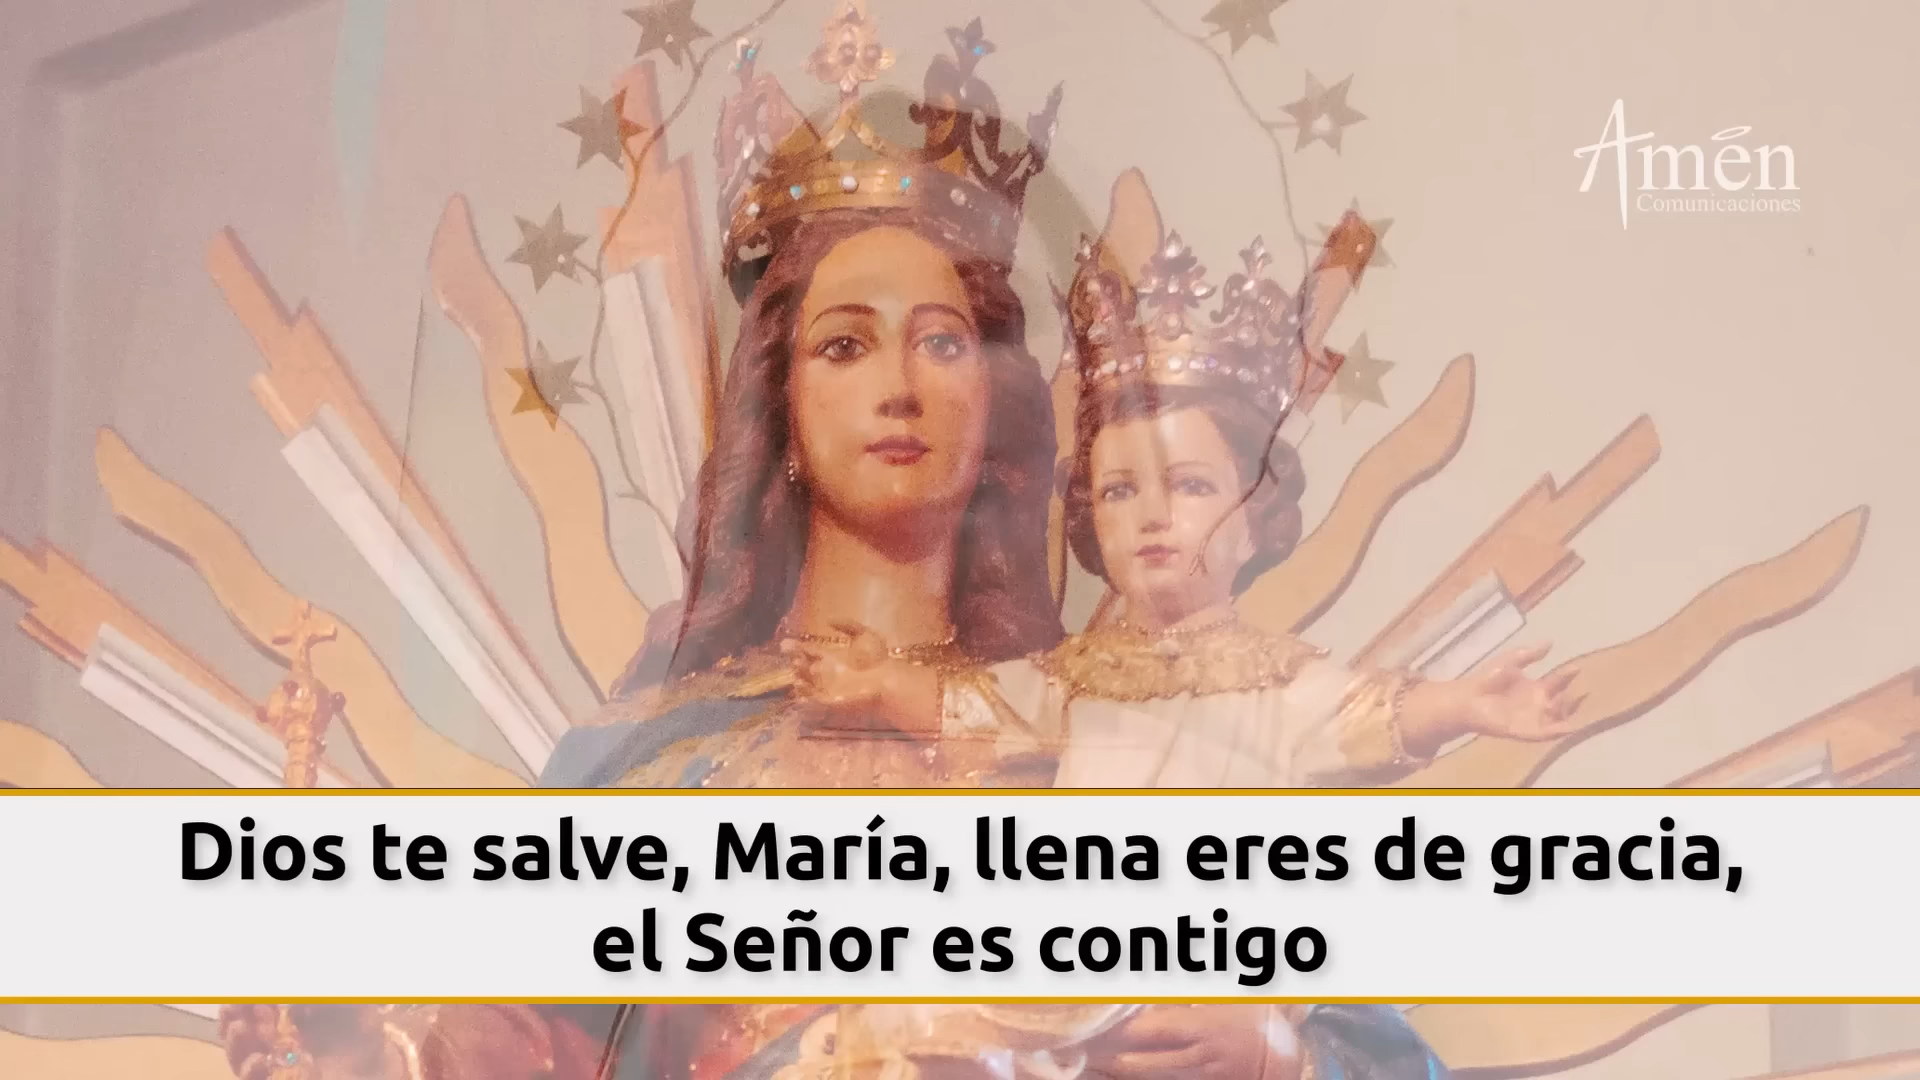 Amén
Comunicaciones
Dios te salve, María, llena eres de gracia,
el Señor es contigo